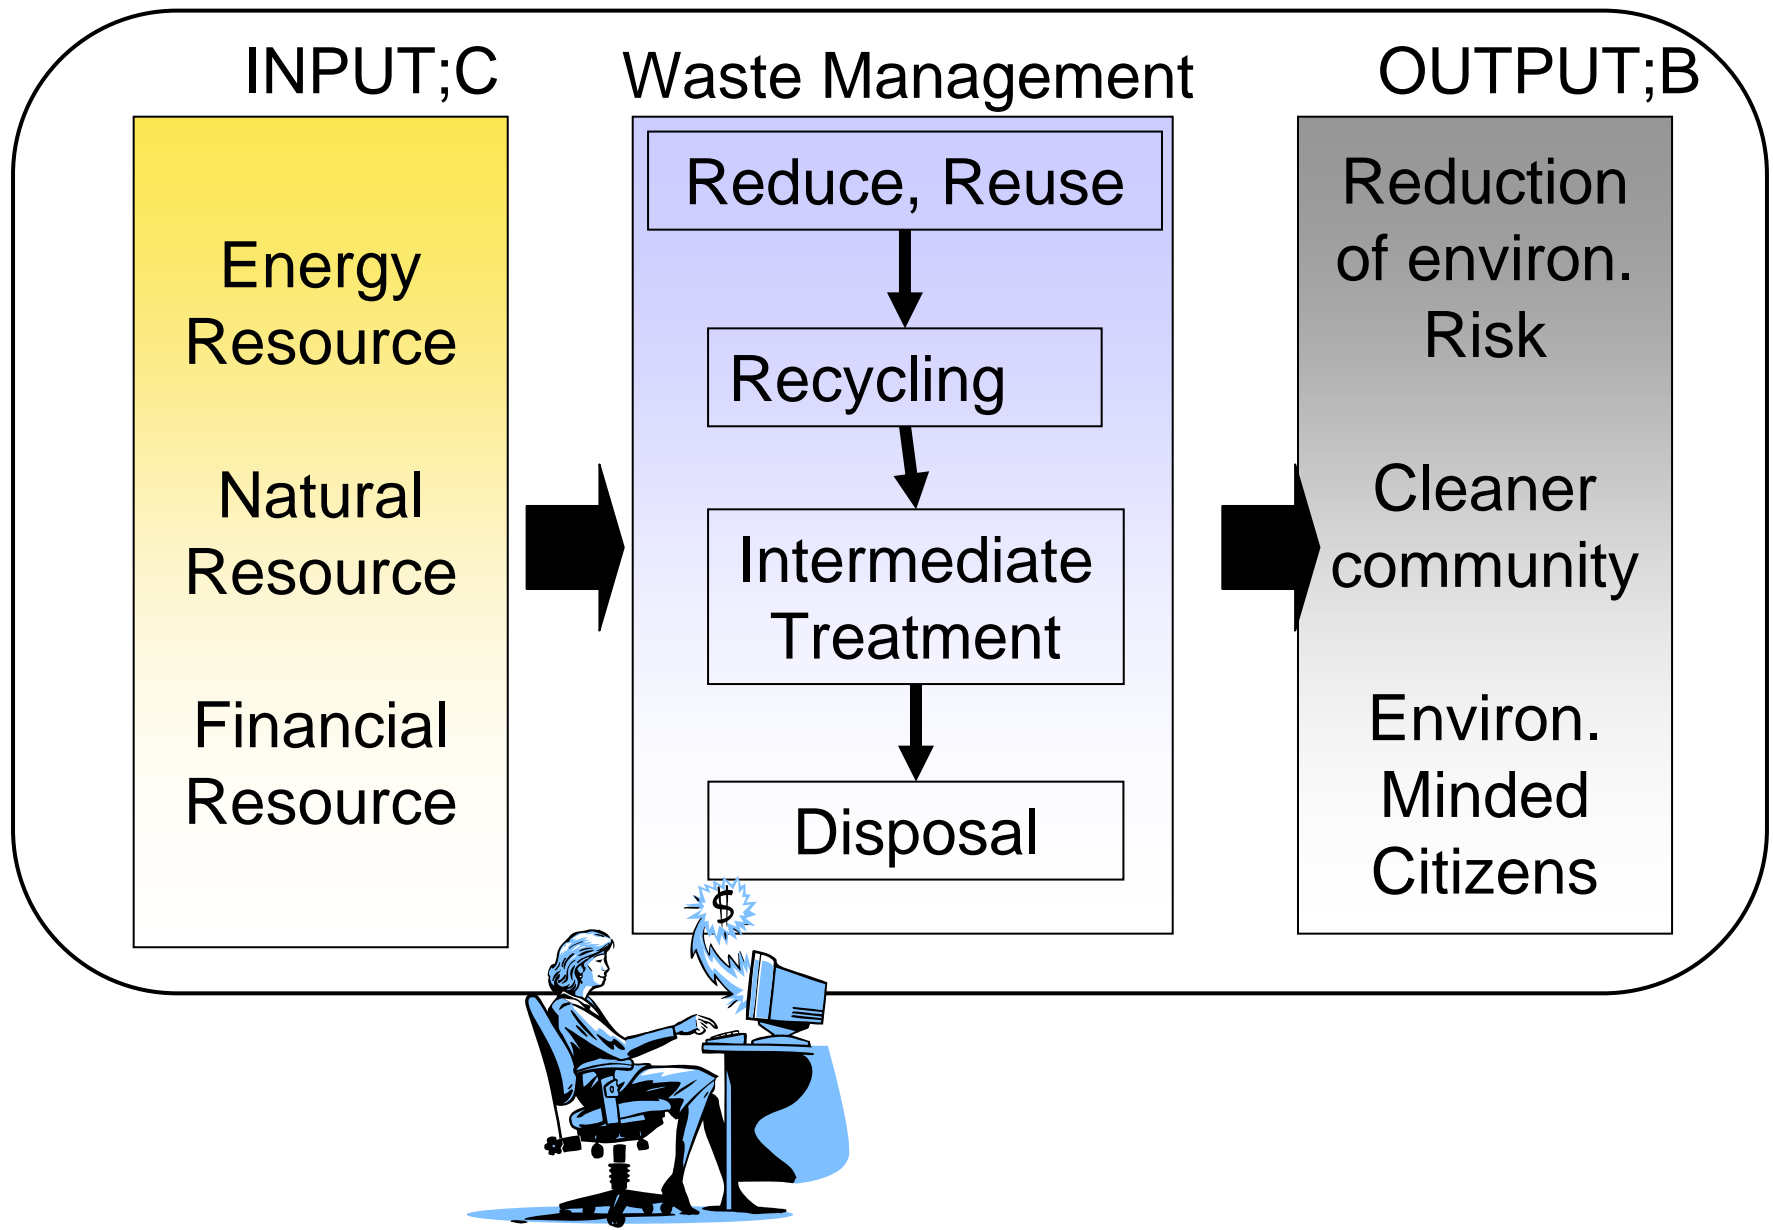 INPUT;C
Energy
Resource
Natural
Resource
Financial
Resource
Waste Management
Reduce, Reuse
Recycling
Intermediate
Treatment
Disposal
$
OUTPUT;B
Reduction
of environ.
Risk
Cleaner
community
Environ.
Minded
Citizens